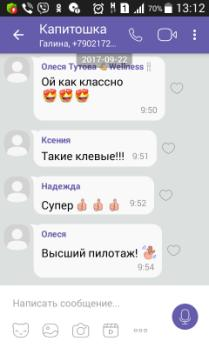 70% 13:12
Капитошка
Галина, +7902172...
2017-09-22
Олеся Тутова 💪Wellness🍴
Ой как классно
😍😍😍
9:50
Ксения
Такие клевые!!! 9:51
Надежда
Супер👍👍👍 9:52
Олеся
Высший пилотаж! 👏
9:54
Написать сообщение...